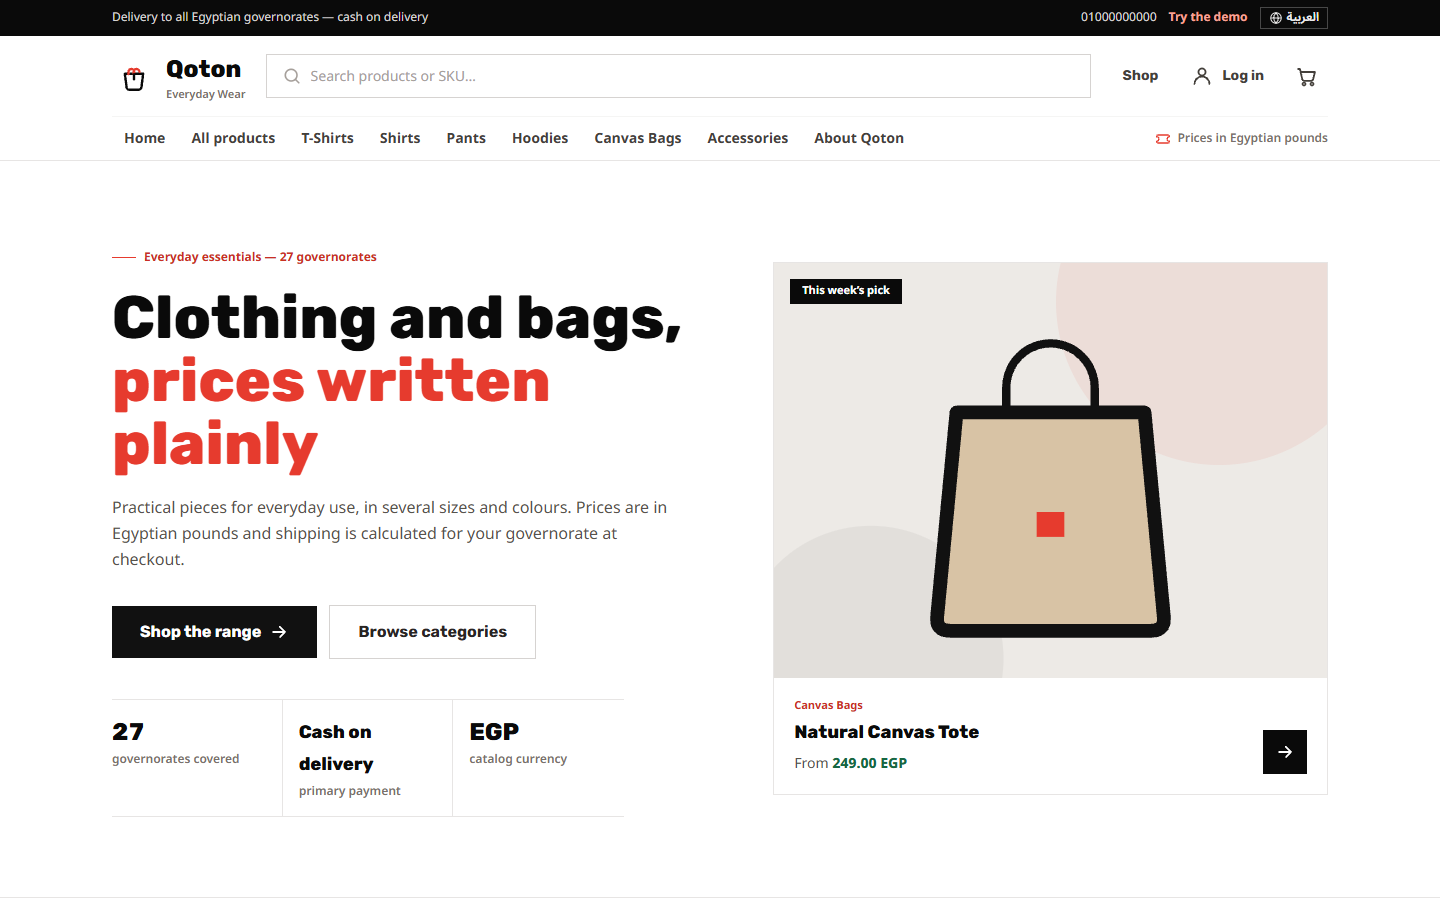 Delivery to all Egyptian governorates — cash on delivery
01000000000 Try the demo العربية
Qoton
Everyday Wear
Search products or SKU...
Shop Log in
Home All products T-Shirts Shirts Pants Hoodies Canvas Bags Accessories About Qoton
Prices in Egyptian pounds
Everyday essentials — 27 governorates
Clothing and bags,
prices written
plainly
Practical pieces for everyday use, in several sizes and colours. Prices are in
Egyptian pounds and shipping is calculated for your governorate at
checkout.
Shop the range
Browse categories
27
governorates covered
Cash on
delivery
primary payment
EGP
catalog currency
This week's pick
Canvas Bags
Natural Canvas Tote
From 249.00 EGP